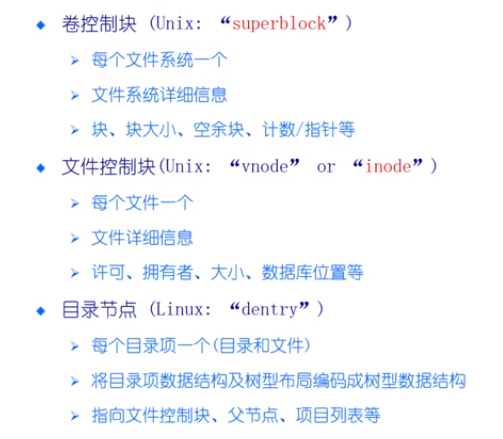 卷控制块 (Unix: “superblock”)
每个文件系统一个
文件系统详细信息
块、块大小、空余块、计数/指针等
文件控制块(Unix: “vnode” or “inode”)
每个文件一个
文件详细信息
许可、拥有者、大小、数据库位置等
目录节点 (Linux: “dentry”)
每个目录项一个(目录和文件)
将目录项数据结构及树型布局编码成树型数据结构
指向文件控制块、父节点、项目列表等